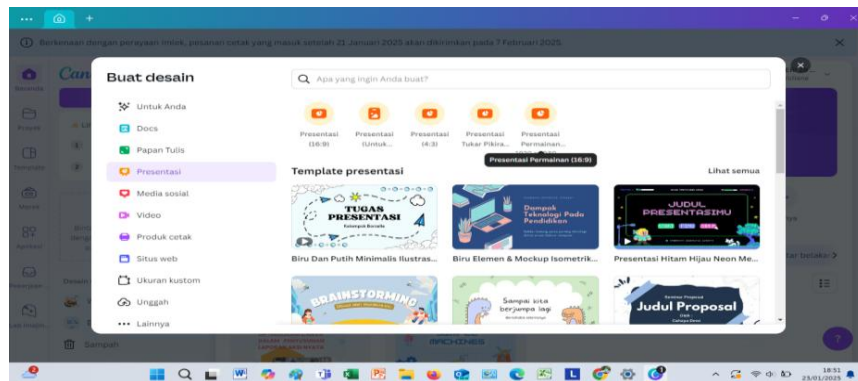 Berkenaan dengan perayaan Imlek, pesanan cetak yang masuk setelah 21 Januari 2025 akan dikirimkan pada 7 Februari 2025.
Can
Buat desain
Apa yang ingin Anda buat?
Untuk Anda
Docs
Papan Tulis
Presentasi
Media sosial
Video
Produk cetak
Situs web
Ukuran kustom
Unggah
Lainnya
Presentasi (16:9)
Presentasi (Untuk...
Presentasi (4:3)
Presentasi Tukar Pikira...
Presentasi Permainan...
Presentasi Permainan (16:9)
Template presentasi
Lihat semua
TUGAS
PRESENTASI
Dampak
Teknologi Pada
Pendidikan
JUDUL
PRESENTASIMU
Biru Dan Putih Minimalis Ilustras...
Biru Elemen & Mockup Isometrik...
Presentasi Hitam Hijau Neon Me...
BRAINSTORMING
Sampai kita
berjumpa lagi
Seminar Proposal
Judul Proposal
Sampah
MACHINES
18:51
23/01/2025